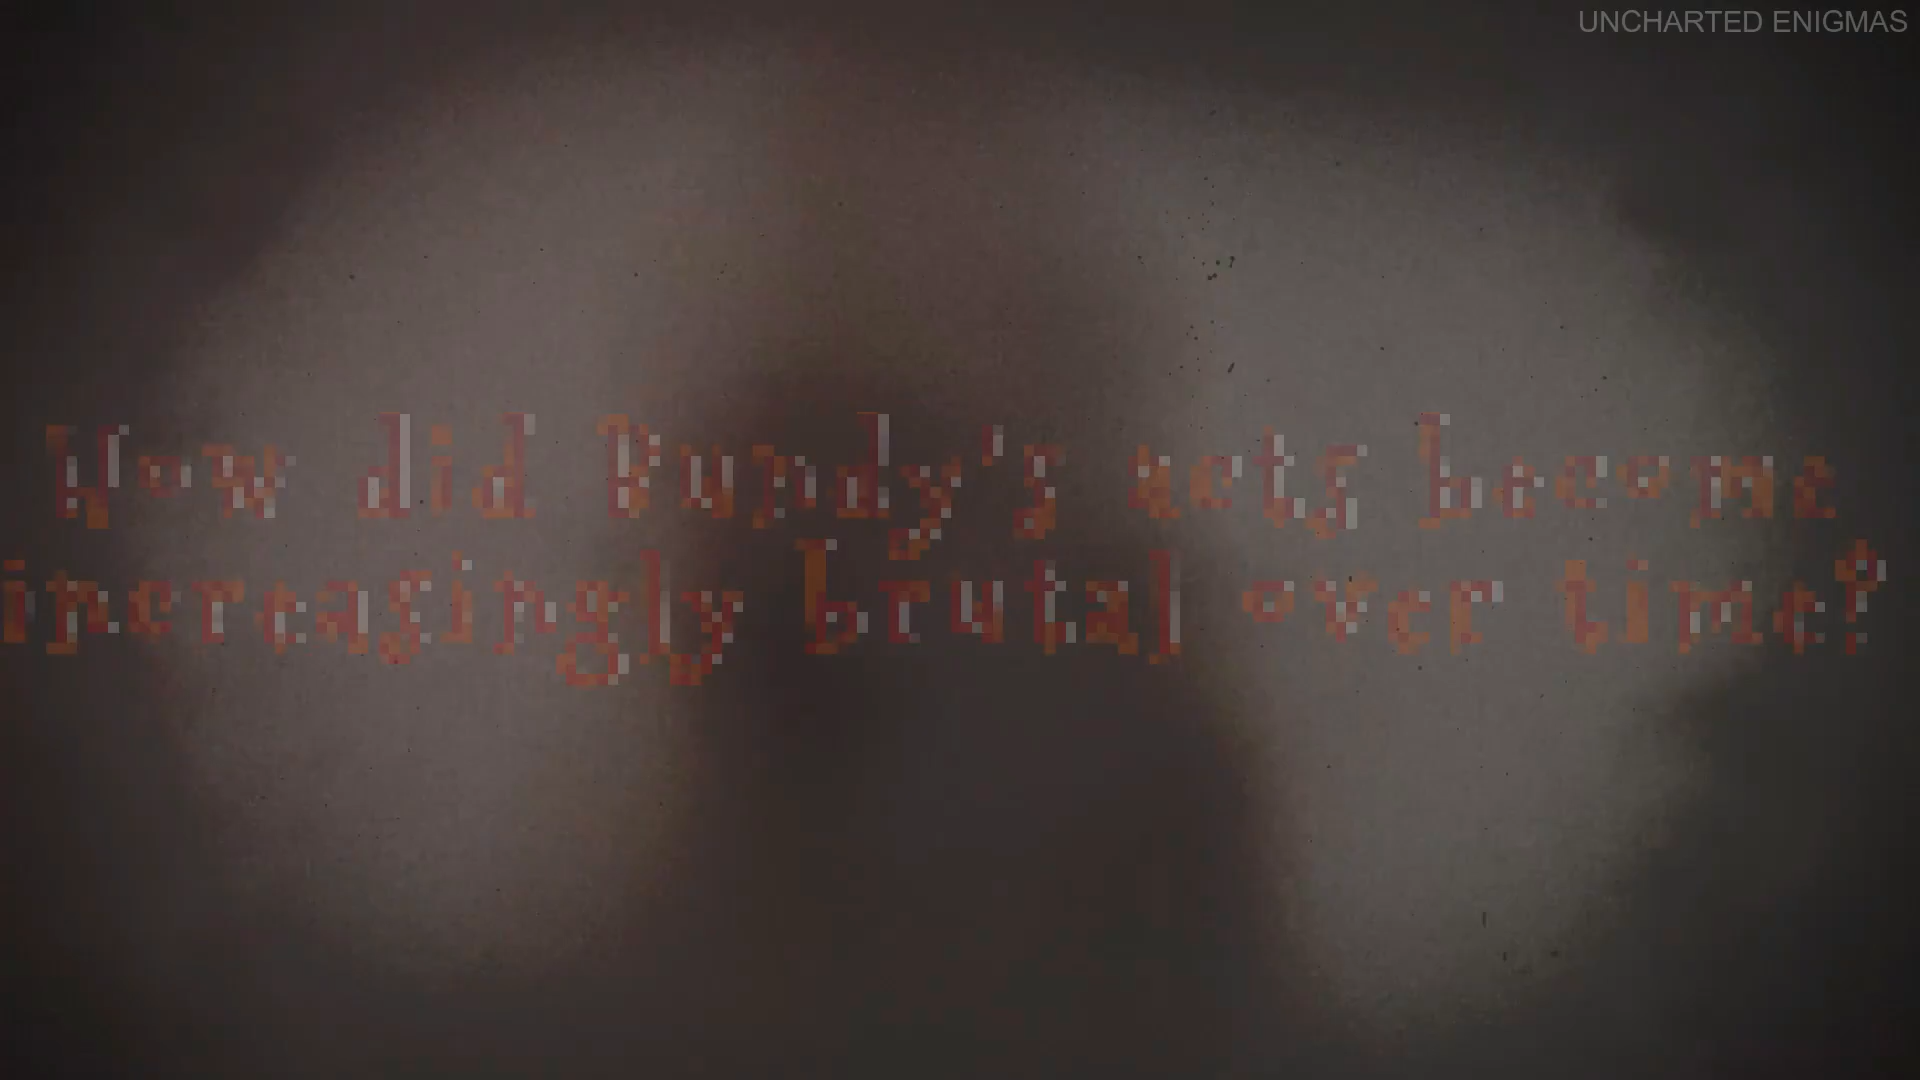 UNCHARTED ENIGMAS
How did Bundy's acts become
increasingly brutal over time?